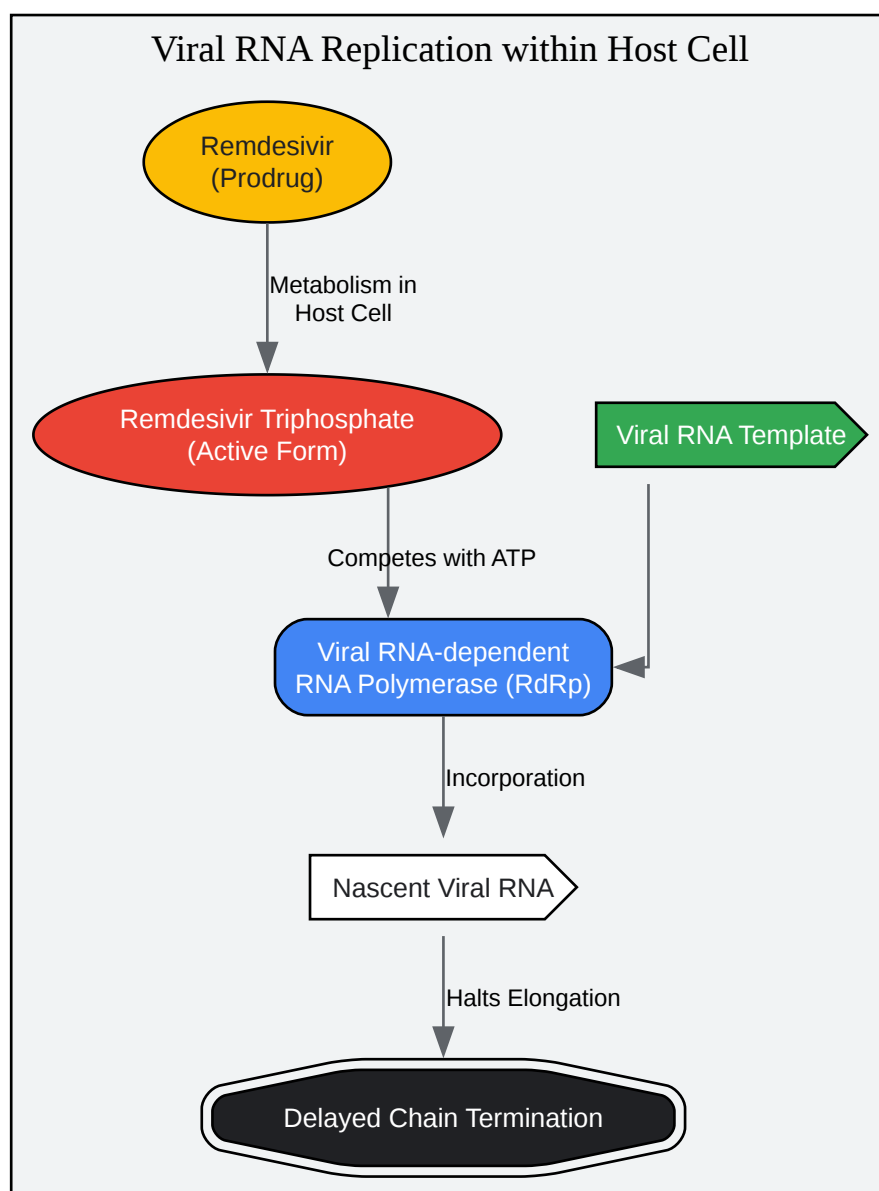 Viral RNA Replication within Host Cell
Remdesivir
(Prodrug)
Metabolism in
Host Cell
Remdesivir Triphosphate
(Active Form)
Viral RNA Template
Competes with ATP
Viral RNA-dependent
RNA Polymerase (RdRp)
Incorporation
Nascent Viral RNA
Halts Elongation
Delayed Chain Termination